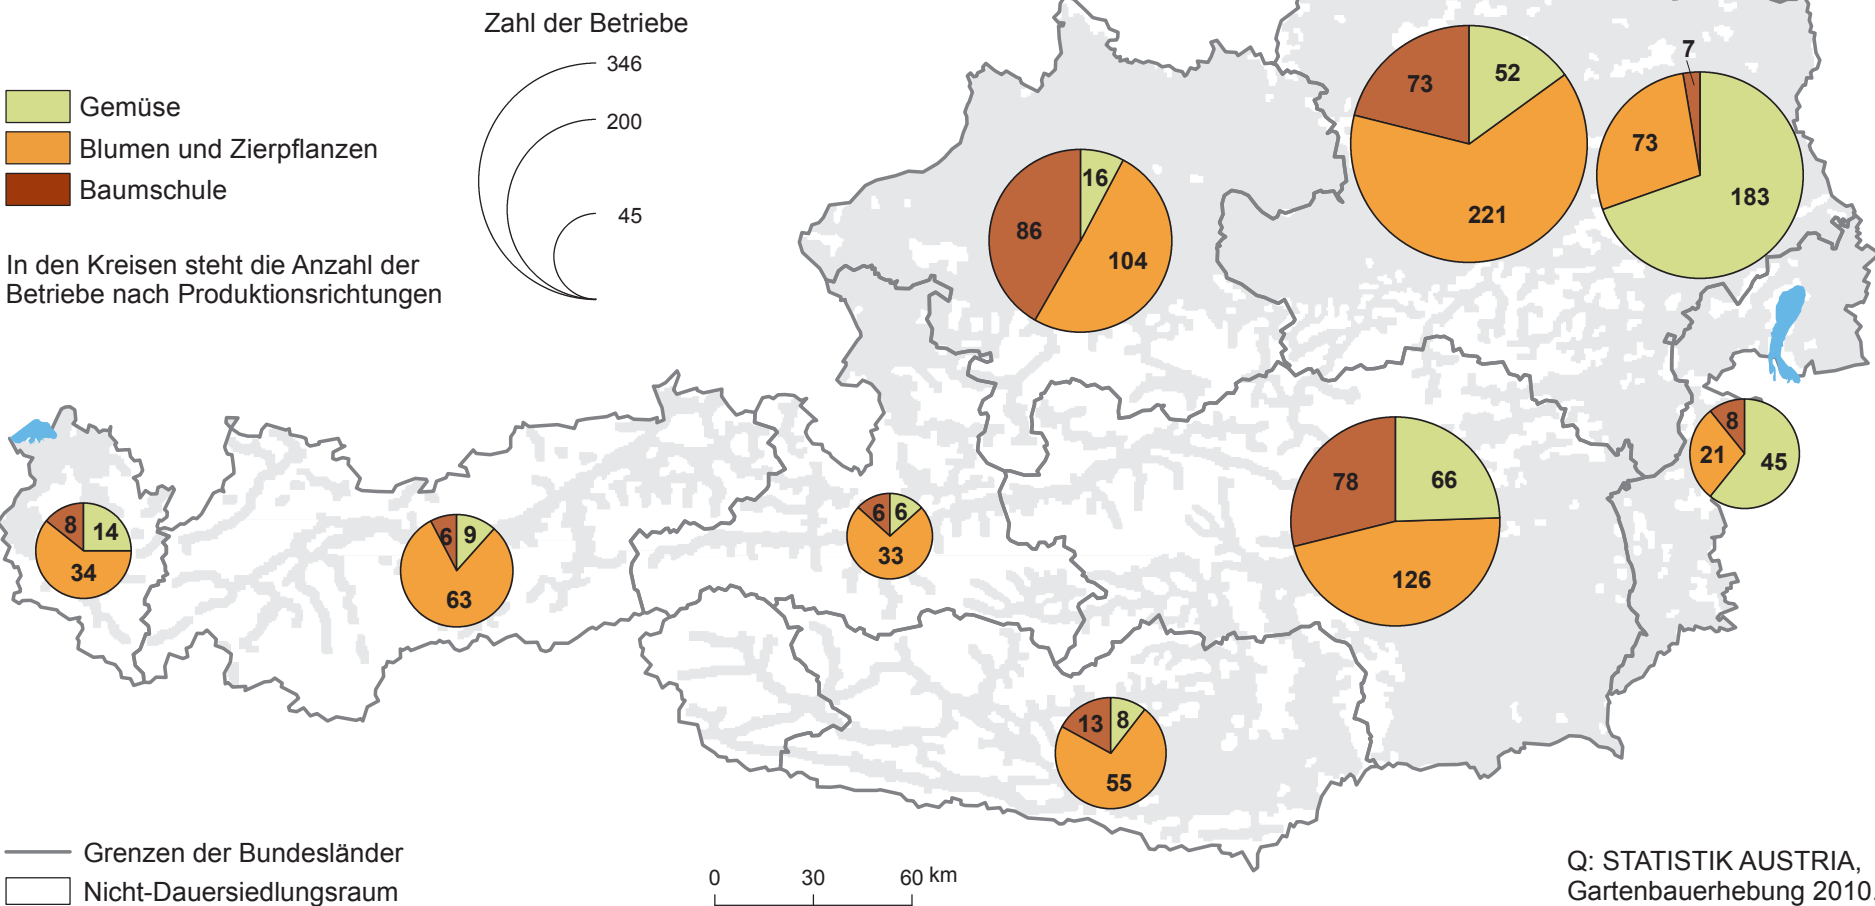 Zahl der Betriebe
346
200
45
Gemüse
Blumen und Zierpflanzen
Baumschule
In den Kreisen steht die Anzahl der
Betriebe nach Produktionsrichtungen
73
52
221
7
73
183
16
86
104
8
21
45
78
66
126
8
14
34
6
9
63
6
6
33
13
8
55
Grenzen der Bundesländer
Nicht-Dauersiedlungsraum
0 30 60 km
Q: STATISTIK AUSTRIA,
Gartenbauerhebung 2010.